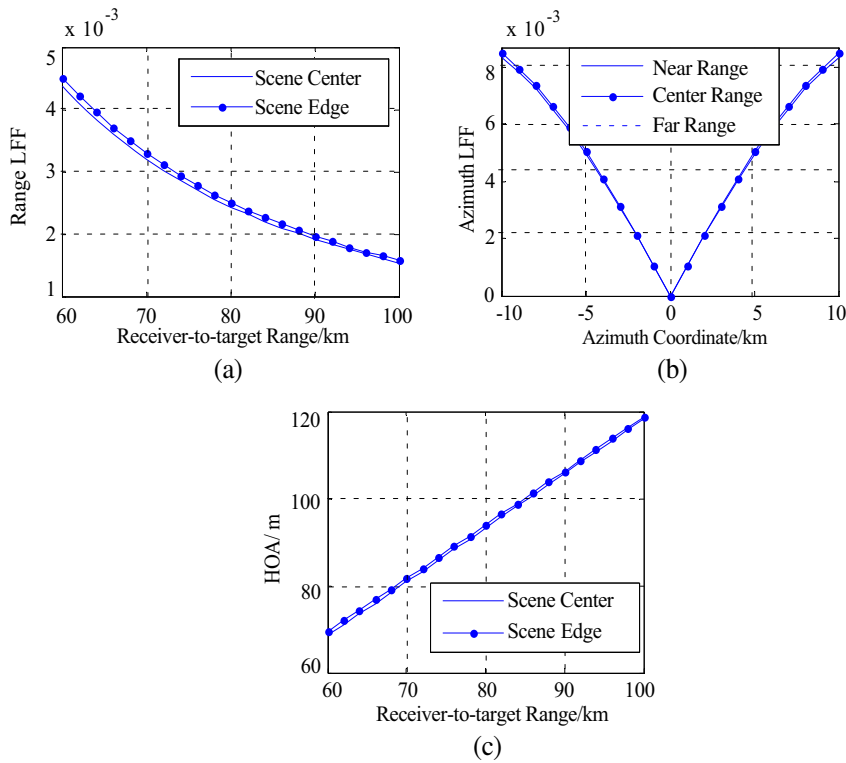 x 10⁻³
5
4
3
2
1
Range LFF
Scene Center
Scene Edge
60 70 80 90 100
Receiver-to-target Range/km
(a)
x 10⁻³
8
6
4
2
0
Azimuth LFF
Near Range
Center Range
Far Range
-10 -5 0 5 10
Azimuth Coordinate/km
(b)
120
100
80
60
HOA/ m
Scene Center
Scene Edge
60 70 80 90 100
Receiver-to-target Range/km
(c)